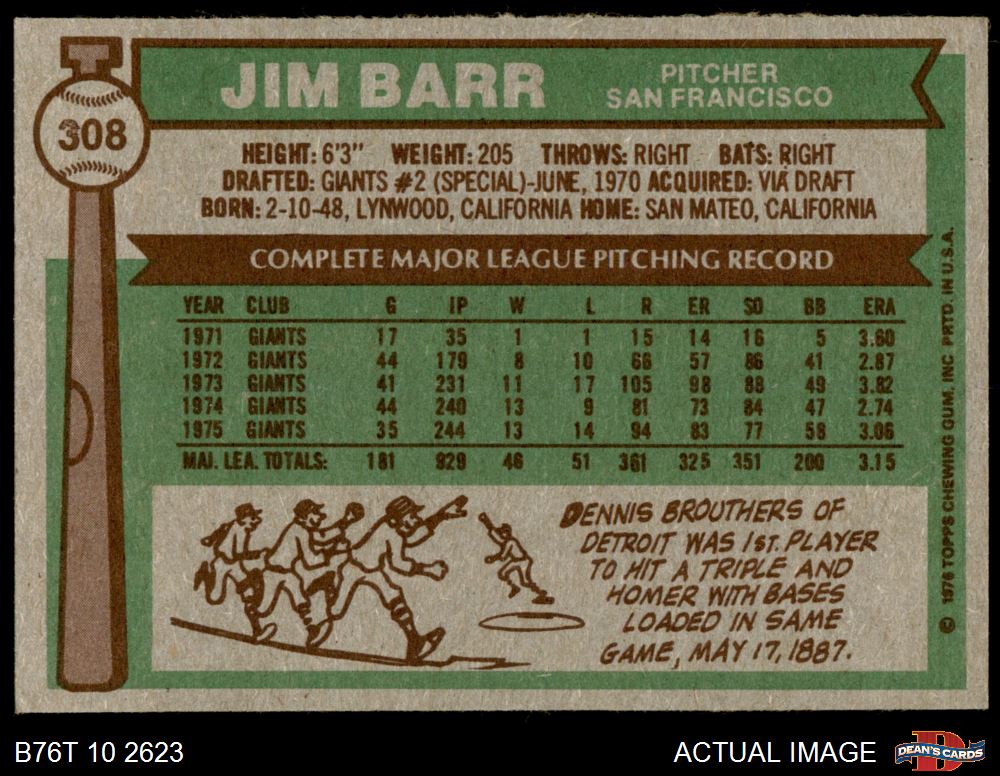 308
JIM BARR
PITCHER
SAN FRANCISCO
HEIGHT: 6'3" WEIGHT: 205 THROWS: RIGHT BATS: RIGHT
DRAFTED: GIANTS #2 (SPECIAL)-JUNE, 1970 ACQUIRED: VIA DRAFT
BORN: 2-10-48, LYNWOOD, CALIFORNIA HOME: SAN MATEO, CALIFORNIA
COMPLETE MAJOR LEAGUE PITCHING RECORD
YEAR CLUB G IP W L R ER SO BB ERA
1971 GIANTS 17 35 1 1 15 14 16 5 3.60
1972 GIANTS 44 179 8 10 66 57 86 41 2.87
1973 GIANTS 41 231 11 17 105 98 88 49 3.82
1974 GIANTS 44 240 13 9 81 73 84 47 2.74
1975 GIANTS 35 244 13 14 94 83 77 58 3.06
MAJ. LEA. TOTALS: 181 929 46 51 361 325 351 200 3.15
DENNIS BROUTHERS OF
DETROIT WAS 1ST. PLAYER
TO HIT A TRIPLE AND
HOMER WITH BASES
LOADED IN SAME
GAME, MAY 17, 1887.
© 1976 TOPPS CHEWING GUM, INC PRTD. IN U.S.A.
B76T 10 2623
ACTUAL IMAGE
D
DEAN'S CARDS